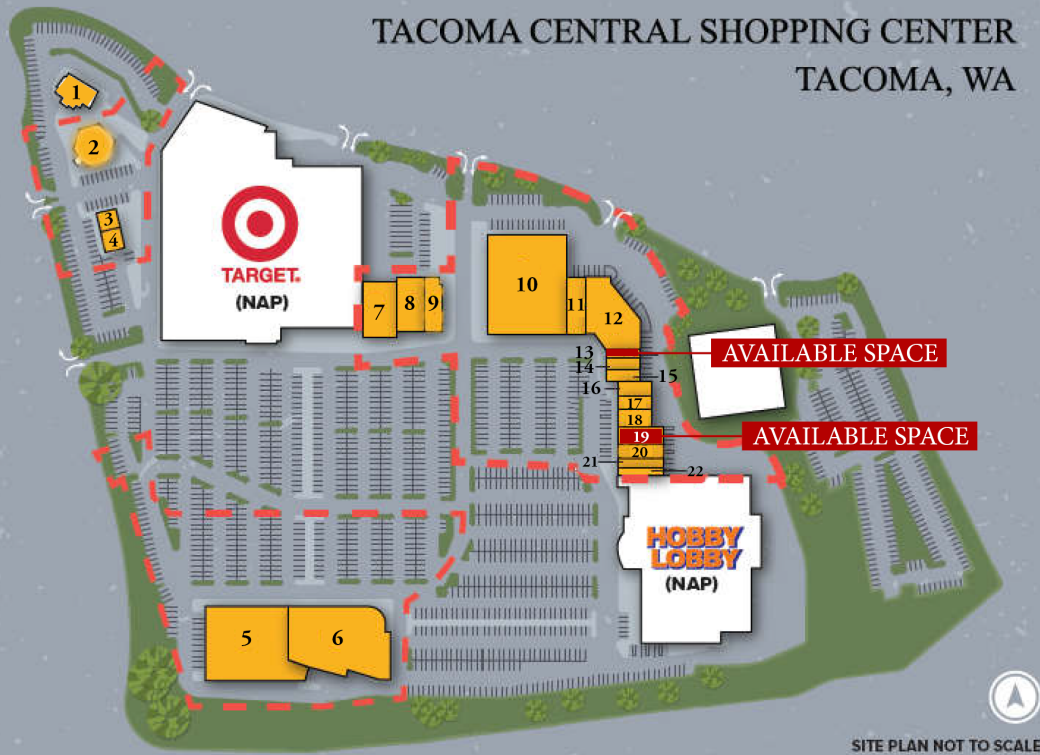 TACOMA CENTRAL SHOPPING CENTER
TACOMA, WA
1
2
3
4
TARGET.
(NAP)
7
8
9
10
11
12
13
AVAILABLE SPACE
14
15
16
17
18
19
AVAILABLE SPACE
20
21
22
HOBBY
LOBBY
(NAP)
5
6
SITE PLAN NOT TO SCALE